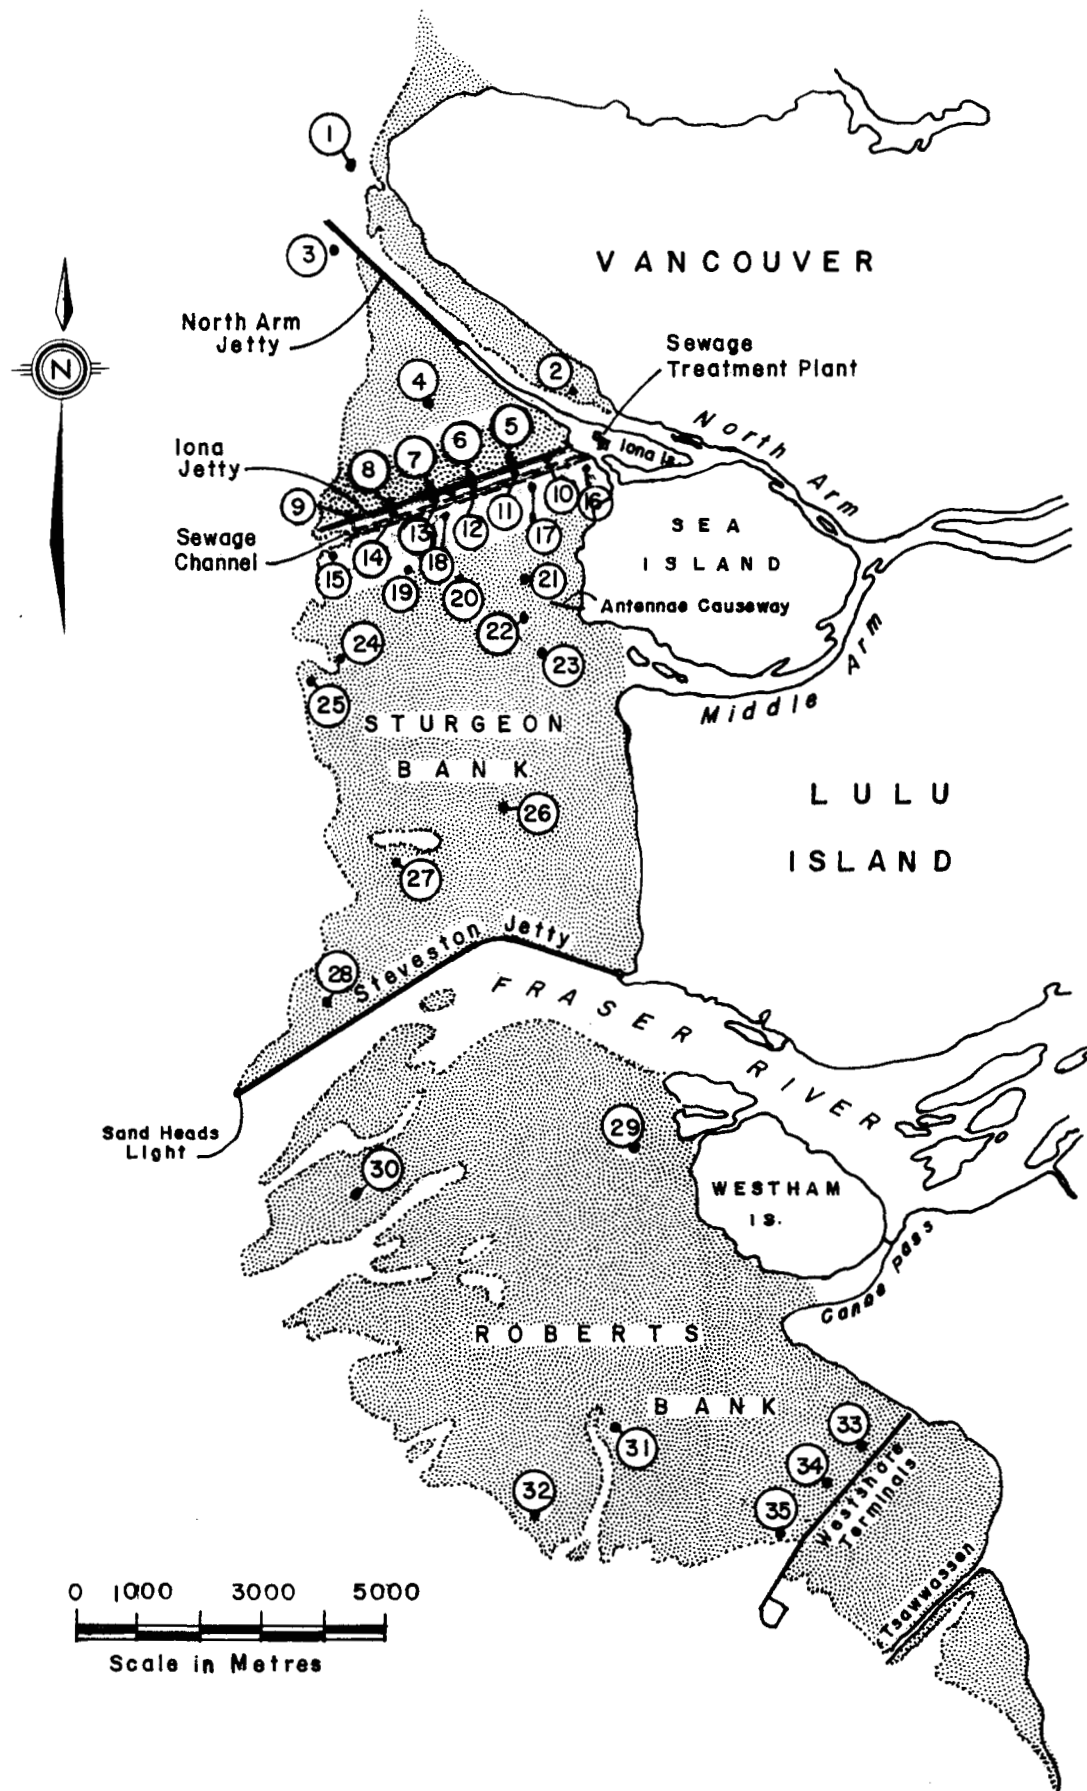 1
3
VANCOUVER
North Arm
Jetty
Sewage
Treatment Plant
2
4
N
North Arm
Iona Is.
5
6
7
8
9
Iona
Jetty
Sewage
Channel
10
16
11
12
13
14
15
17
18
19
20
21
SEA
ISLAND
Antennae Causeway
22
23
24
25
Middle Arm
STURGEON
BANK
LULU
ISLAND
26
27
28
Steveston Jetty
FRASER RIVER
Sand Heads
Light
29
30
WESTHAM
IS.
Canoe Pass
ROBERTS
BANK
31
32
33
34
35
Westshare
Terminals
Tsawwassen
0 1000 3000 5000
Scale in Metres